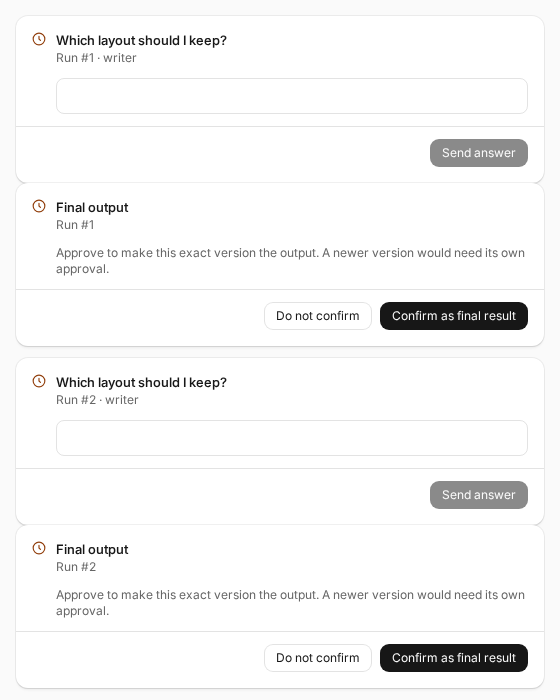 Which layout should I keep?
Run #1 · writer
Send answer
Final output
Run #1
Approve to make this exact version the output. A newer version would need its own
approval.
Do not confirm
Confirm as final result
Which layout should I keep?
Run #2 · writer
Send answer
Final output
Run #2
Approve to make this exact version the output. A newer version would need its own
approval.
Do not confirm
Confirm as final result